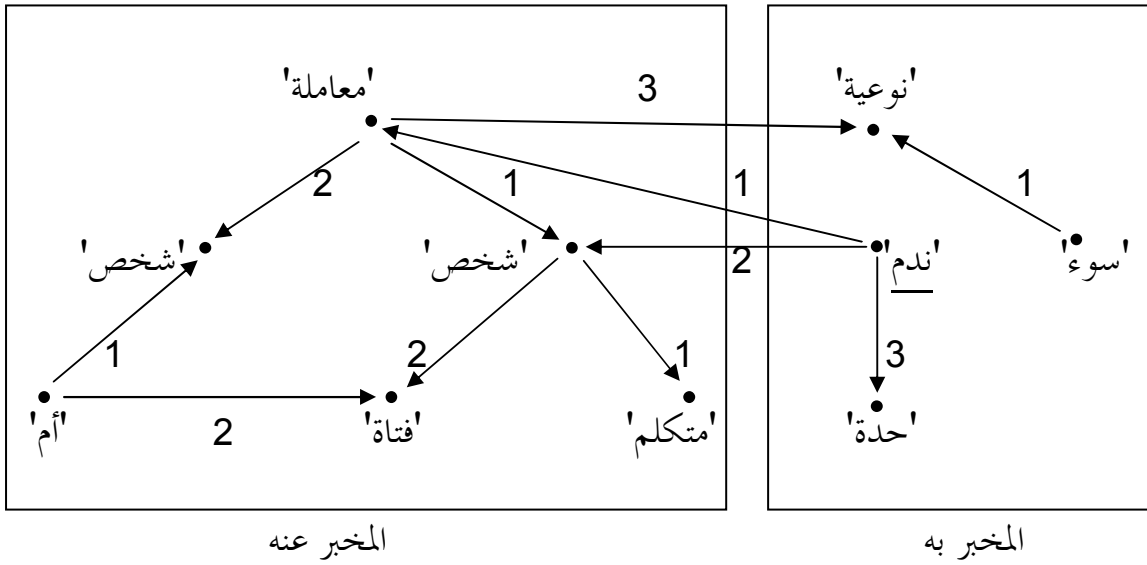 'معاملة'
3
'نوعية'
2
1
1
1
'شخص'
'شخص'
2
'ندم'
'سوء'
1
2
1
3
'أم'
2
'فتاة'
'متكلم'
'حدة'
المخبر عنه
المخبر به